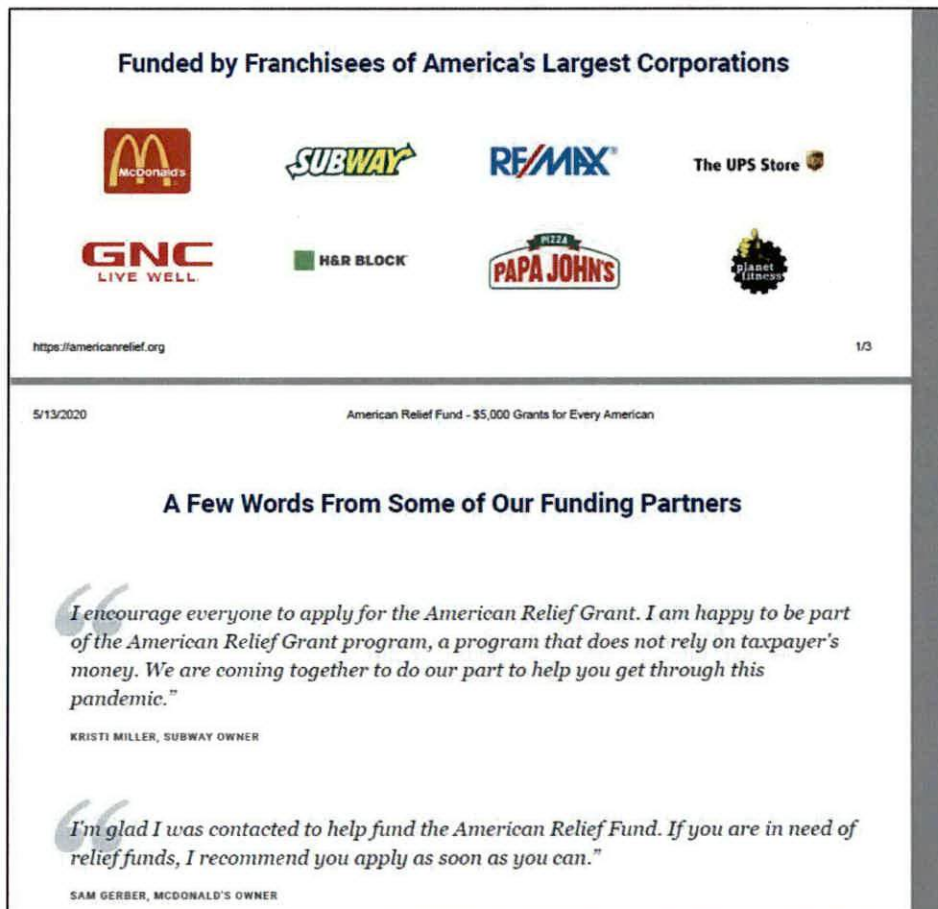 Funded by Franchisees of America's Largest Corporations
McDonald's
SUBWAY
RE/MAX
The UPS Store
ups
GNC
LIVE WELL
H&R BLOCK
PIZZA
PAPA JOHN'S
planet
fitness
https://americanrelief.org
1/3
5/13/2020
American Relief Fund - $5,000 Grants for Every American
A Few Words From Some of Our Funding Partners
I encourage everyone to apply for the American Relief Grant. I am happy to be part
of the American Relief Grant program, a program that does not rely on taxpayer's
money. We are coming together to do our part to help you get through this
pandemic."
KRISTI MILLER, SUBWAY OWNER
I'm glad I was contacted to help fund the American Relief Fund. If you are in need of
relief funds, I recommend you apply as soon as you can."
SAM GERBER, MCDONALD'S OWNER